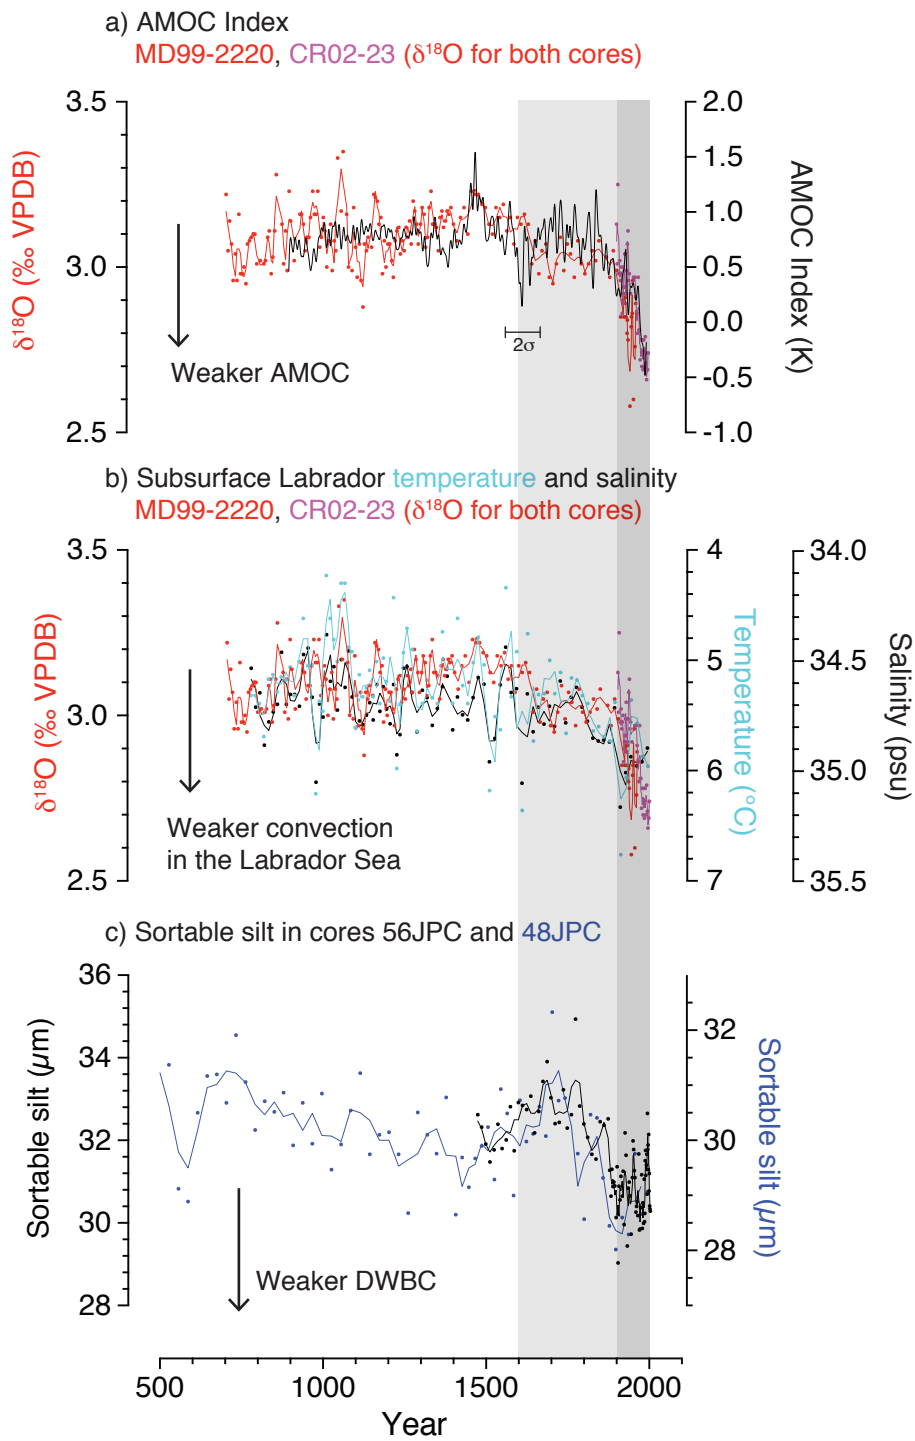 a) AMOC Index
MD99-2220, CR02-23 (δ¹⁸O for both cores)
3.5
3.0
2.5
δ¹⁸O (‰ VPDB)
2.0
1.5
1.0
0.5
0.0
-0.5
-1.0
AMOC Index (K)
2σ
Weaker AMOC
b) Subsurface Labrador temperature and salinity
MD99-2220, CR02-23 (δ¹⁸O for both cores)
3.5
3.0
2.5
δ¹⁸O (‰ VPDB)
4
5
6
7
Temperature (°C)
34.0
34.5
35.0
35.5
Salinity (psu)
Weaker convection
in the Labrador Sea
c) Sortable silt in cores 56JPC and 48JPC
36
34
32
30
28
Sortable silt (µm)
32
30
28
Sortable silt (µm)
Weaker DWBC
500
1000
1500
2000
Year